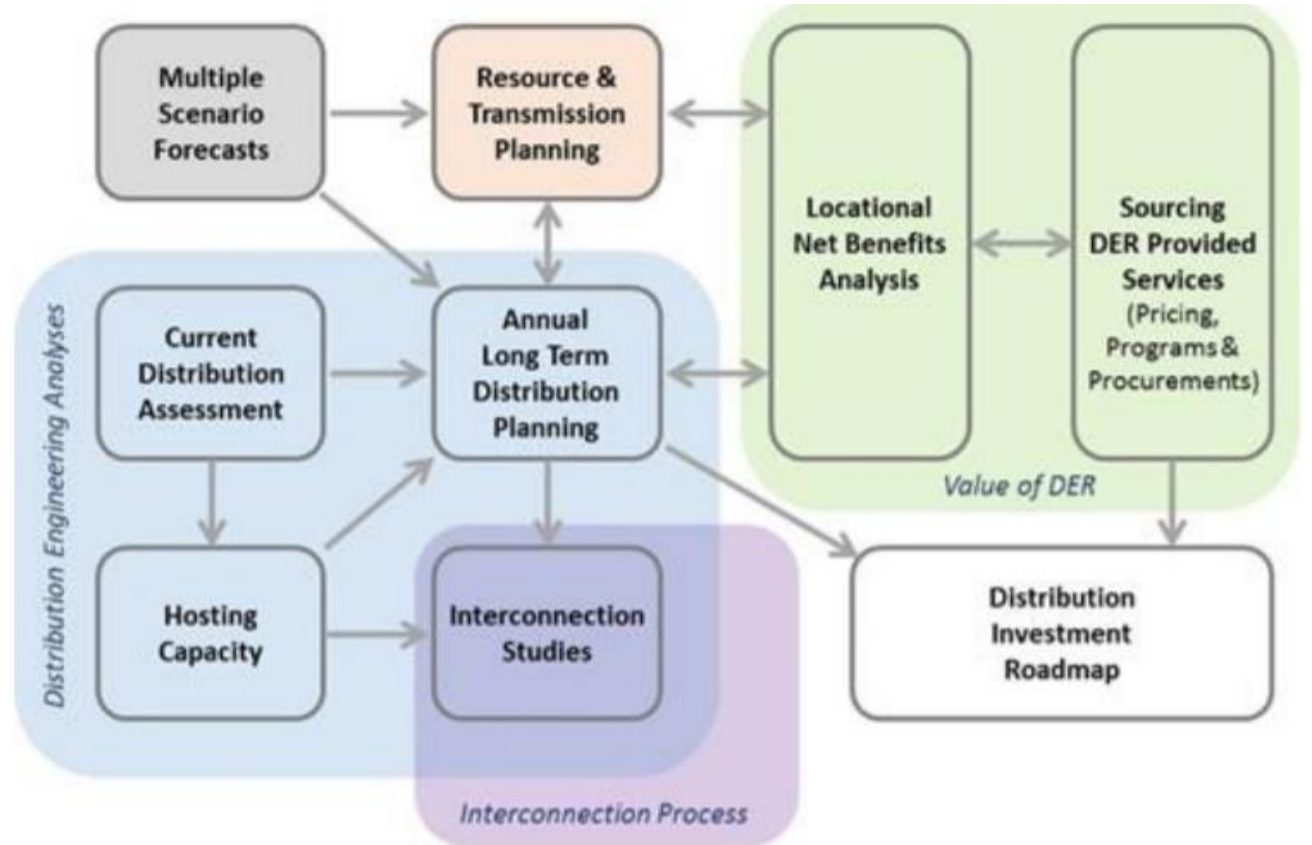 Multiple
Scenario
Forecasts
Resource &
Transmission
Planning
Locational
Net Benefits
Analysis
Sourcing
DER Provided
Services
(Pricing,
Programs &
Procurements)
Value of DER
Distribution Engineering Analyses
Current
Distribution
Assessment
Annual
Long Term
Distribution
Planning
Hosting
Capacity
Interconnection
Studies
Interconnection Process
Distribution
Investment
Roadmap